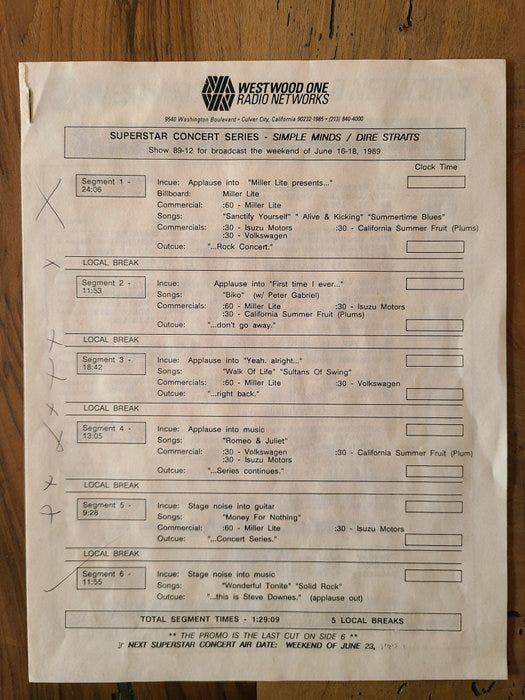 WESTWOOD ONE
RADIO NETWORKS
9540 Washington Boulevard • Culver City, California 90232-1985 • (213) 840-4000
SUPERSTAR CONCERT SERIES - SIMPLE MINDS / DIRE STRAITS
Show 89-12 for broadcast the weekend of June 16-18, 1989
Clock Time
Segment 1 - 24:06
Incue: Applause into "Miller Lite presents..."
Billboard: Miller Lite
Commercial: :60 - Miller Lite
Songs: "Sanctify Yourself" " Alive & Kicking" "Summertime Blues"
Commercials: :30 - Isuzu Motors :30 - California Summer Fruit (Plums)
:30 - Volkswagen
Outcue: "...Rock Concert."
LOCAL BREAK
Segment 2 - 11:53
Incue: Applause into "First time I ever..."
Songs: "Biko" (w/ Peter Gabriel)
Commercials: :60 - Miller Lite :30 - Isuzu Motors
:30 - California Summer Fruit (Plums)
Outcue: "...don't go away."
LOCAL BREAK
Segment 3 - 18:42
Incue: Applause into "Yeah. alright..."
Songs: "Walk Of Life" "Sultans Of Swing"
Commercials: :60 - Miller Lite :30 - Volkswagen
Outcue: "...right back."
LOCAL BREAK
Segment 4 - 13:05
Incue: Applause into music
Songs: "Romeo & Juliet"
Commercial: :30 - Volkswagen :30 - California Summer Fruit (Plum)
:30 - Isuzu Motors
Outcue: "...Series continues."
LOCAL BREAK
Segment 5 - 9:28
Incue: Stage noise into guitar
Songs: "Money For Nothing"
Commercial: :60 - Miller Lite :30 - Isuzu Motors
Outcue: "...Concert Series."
LOCAL BREAK
Segment 6 - 11:55
Incue: Stage noise into music
Songs: "Wonderful Tonite" "Solid Rock"
Outcue: "...this is Steve Downes." (applause out)
TOTAL SEGMENT TIMES - 1:29:09 5 LOCAL BREAKS
** THE PROMO IS THE LAST CUT ON SIDE 6 **
NEXT SUPERSTAR CONCERT AIR DATE: WEEKEND OF JUNE 23,